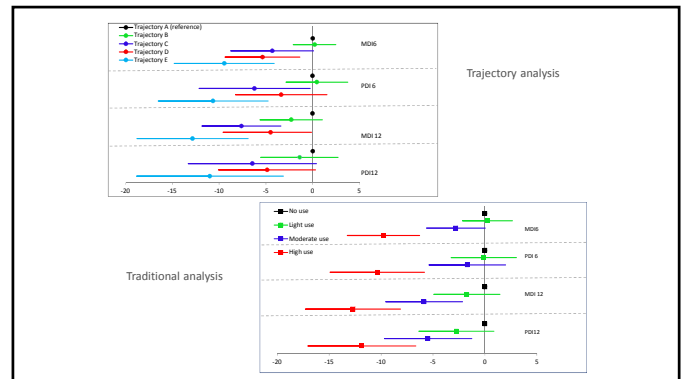 Trajectory A (reference)
Trajectory B
Trajectory C
Trajectory D
Trajectory E
MDI6
PDI 6
MDI 12
PDI12
-20 -15 -10 -5 0 5
Trajectory analysis
No use
Light use
Moderate use
High use
MDI6
PDI 6
MDI 12
PDI12
-20 -15 -10 -5 0 5
Traditional analysis